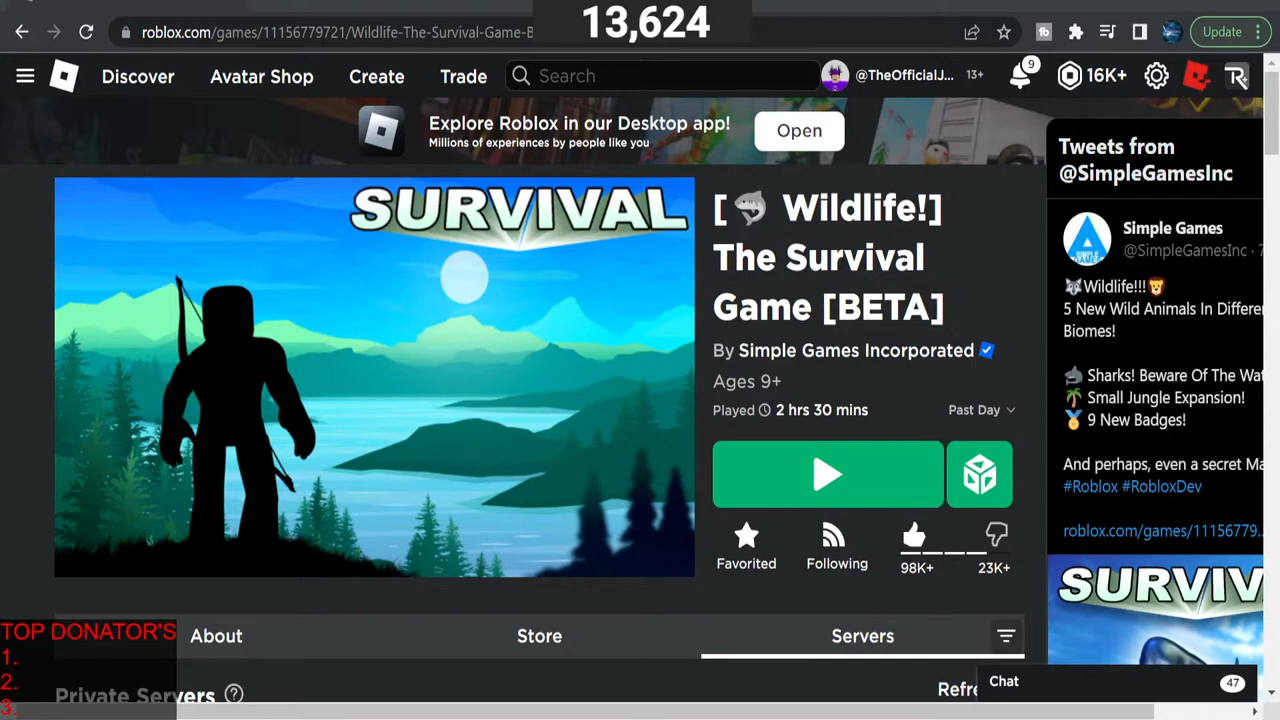 13,624
roblox.com/games/11156779721/Wildlife-The-Survival-Game-B
Update
Discover
Avatar Shop
Create
Trade
Search
@TheOfficialJ... 13+
9
16K+
Explore Roblox in our Desktop app!
Millions of experiences by people like you
Open
SURVIVAL
[🦈 Wildlife!]
The Survival
Game [BETA]
By Simple Games Incorporated
Ages 9+
Played 2 hrs 30 mins
Past Day
Favorited
Following
98K+
23K+
Tweets from
@SimpleGamesInc
Simple Games
@SimpleGamesInc · 7
🐺Wildlife!!!🦁
5 New Wild Animals In Differe
Biomes!
🦈 Sharks! Beware Of The Wat
🌴 Small Jungle Expansion!
🏅 9 New Badges!
And perhaps, even a secret Ma
#Roblox #RobloxDev
roblox.com/games/11156779...
SURVIV
About
Store
Servers
Private Servers
Refre
Chat
47
TOP DONATOR'S
1.
2.
3.